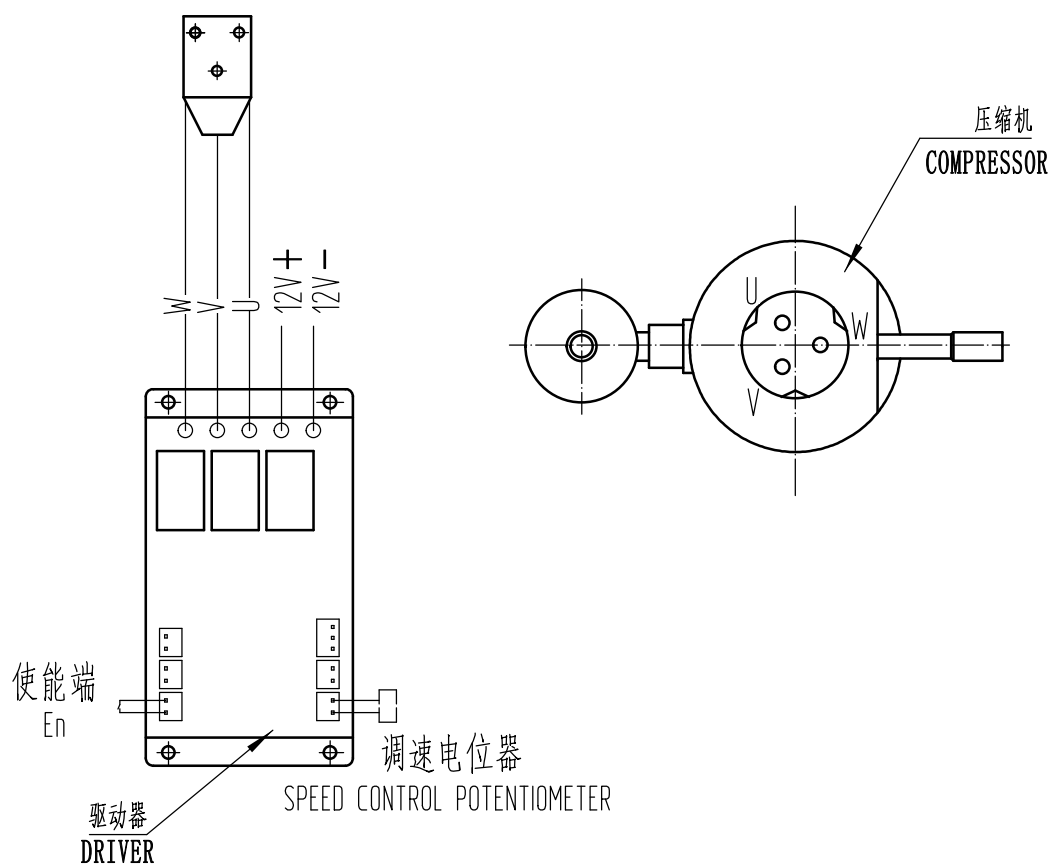 压缩机
COMPRESSOR
W
V
U
12V+
12V-
U
W
V
使能端
En
调速电位器
SPEED CONTROL POTENTIOMETER
驱动器
DRIVER